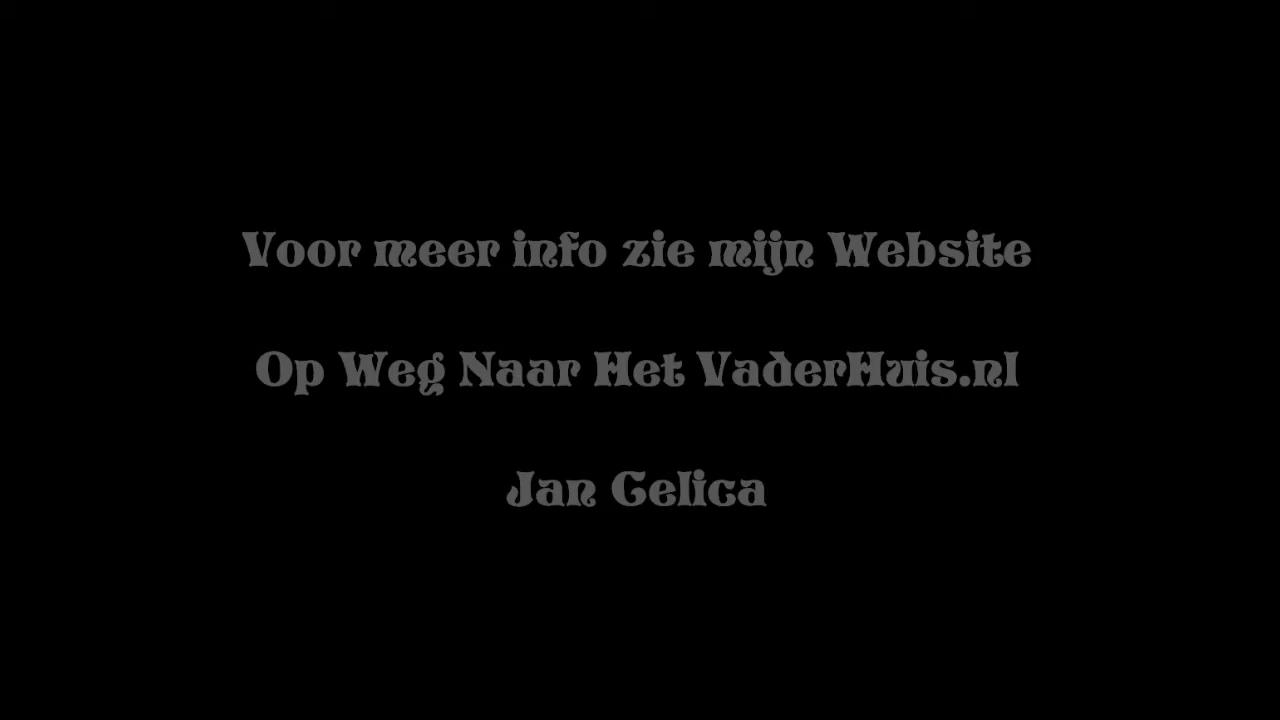 Voor meer info zie mijn Website
Op Weg Naar Het VaderHuis.nl
Jan Celica